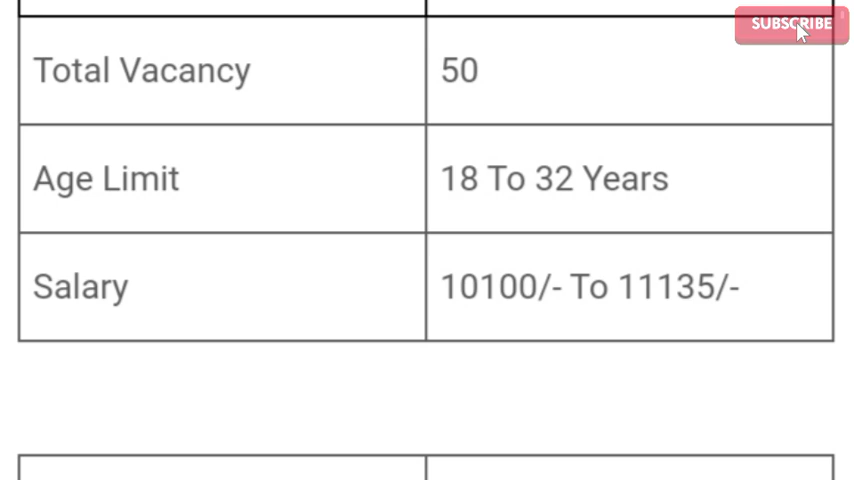 SUBSCRIBE
Total Vacancy 50
Age Limit 18 To 32 Years
Salary 10100/- To 11135/-